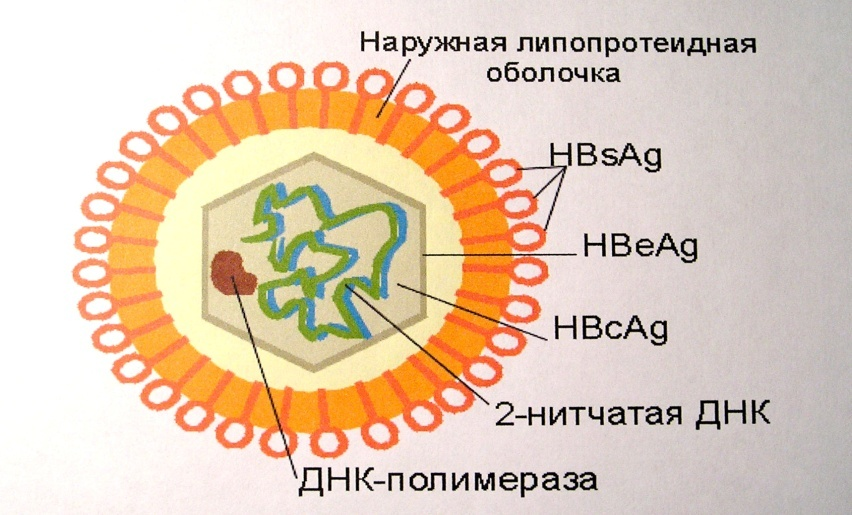 Наружная липопротеидная
оболочка
HBsAg
HBeAg
HBcAg
2-нитчатая ДНК
ДНК-полимераза